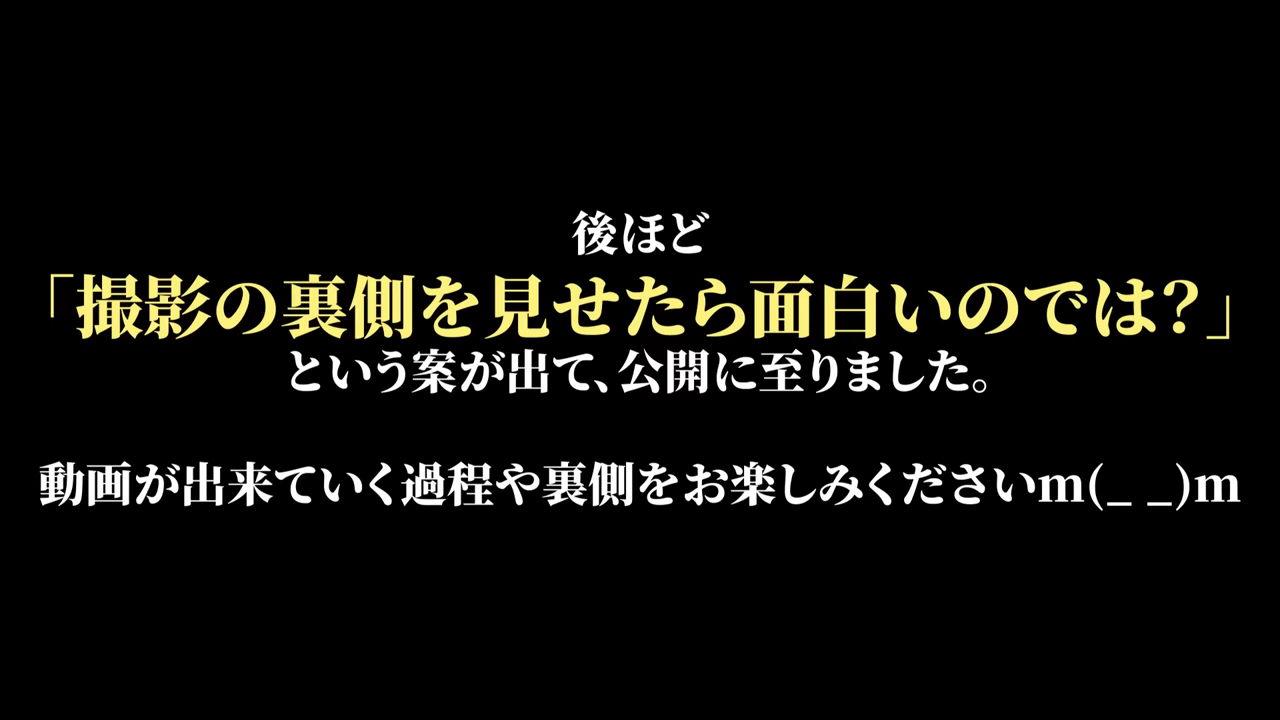 後ほど
「撮影の裏側を見せたら面白いのでは?」
という案が出て、公開に至りました。
動画が出来ていく過程や裏側をお楽しみくださいm(_ _)m